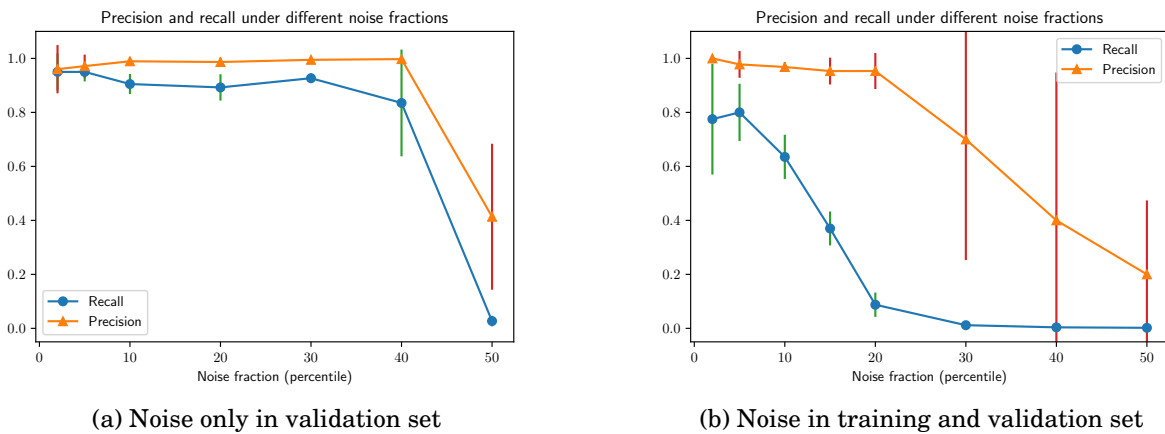 Precision and recall under different noise fractions
1.0
0.8
0.6
0.4
0.2
0.0
Recall
Precision
0 10 20 30 40 50
Noise fraction (percentile)
(a) Noise only in validation set
Precision and recall under different noise fractions
1.0
0.8
0.6
0.4
0.2
0.0
Recall
Precision
0 10 20 30 40 50
Noise fraction (percentile)
(b) Noise in training and validation set